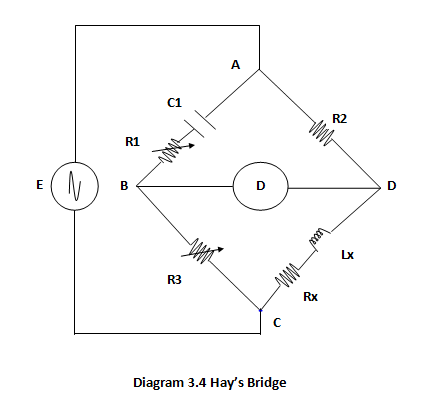 A
C1
R2
R1
E
B
D
D
Lx
R3
Rx
C
Diagram 3.4 Hay's Bridge